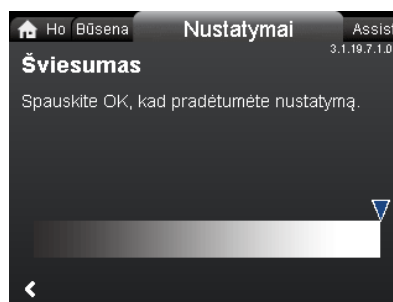 Ho Būsena Nustatymai Assist
3.1.19.7.1.0
Šviesumas
Spauskite OK, kad pradėtumėte nustatymą.